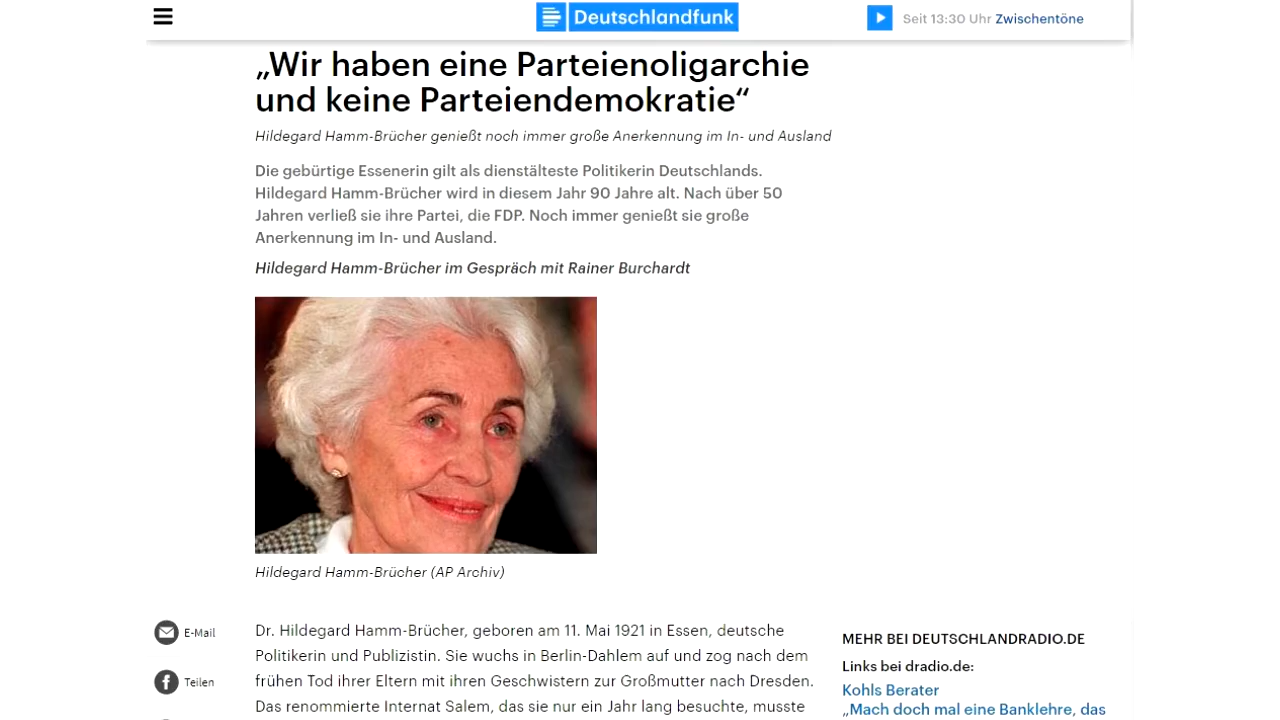 Deutschlandfunk
Seit 13:30 Uhr Zwischentöne
„Wir haben eine Parteienoligarchie
und keine Parteiendemokratie“
Hildegard Hamm-Brücher genießt noch immer große Anerkennung im In- und Ausland
Die gebürtige Essenerin gilt als dienstälteste Politikerin Deutschlands.
Hildegard Hamm-Brücher wird in diesem Jahr 90 Jahre alt. Nach über 50
Jahren verließ sie ihre Partei, die FDP. Noch immer genießt sie große
Anerkennung im In- und Ausland.
Hildegard Hamm-Brücher im Gespräch mit Rainer Burchardt
Hildegard Hamm-Brücher (AP Archiv)
E-Mail
Teilen
Dr. Hildegard Hamm-Brücher, geboren am 11. Mai 1921 in Essen, deutsche
Politikerin und Publizistin. Sie wuchs in Berlin-Dahlem auf und zog nach dem
frühen Tod ihrer Eltern mit ihren Geschwistern zur Großmutter nach Dresden.
Das renommierte Internat Salem, das sie nur ein Jahr lang besuchte, musste
MEHR BEI DEUTSCHLANDRADIO.DE
Links bei dradio.de:
Kohls Berater
„Mach doch mal eine Banklehre, das